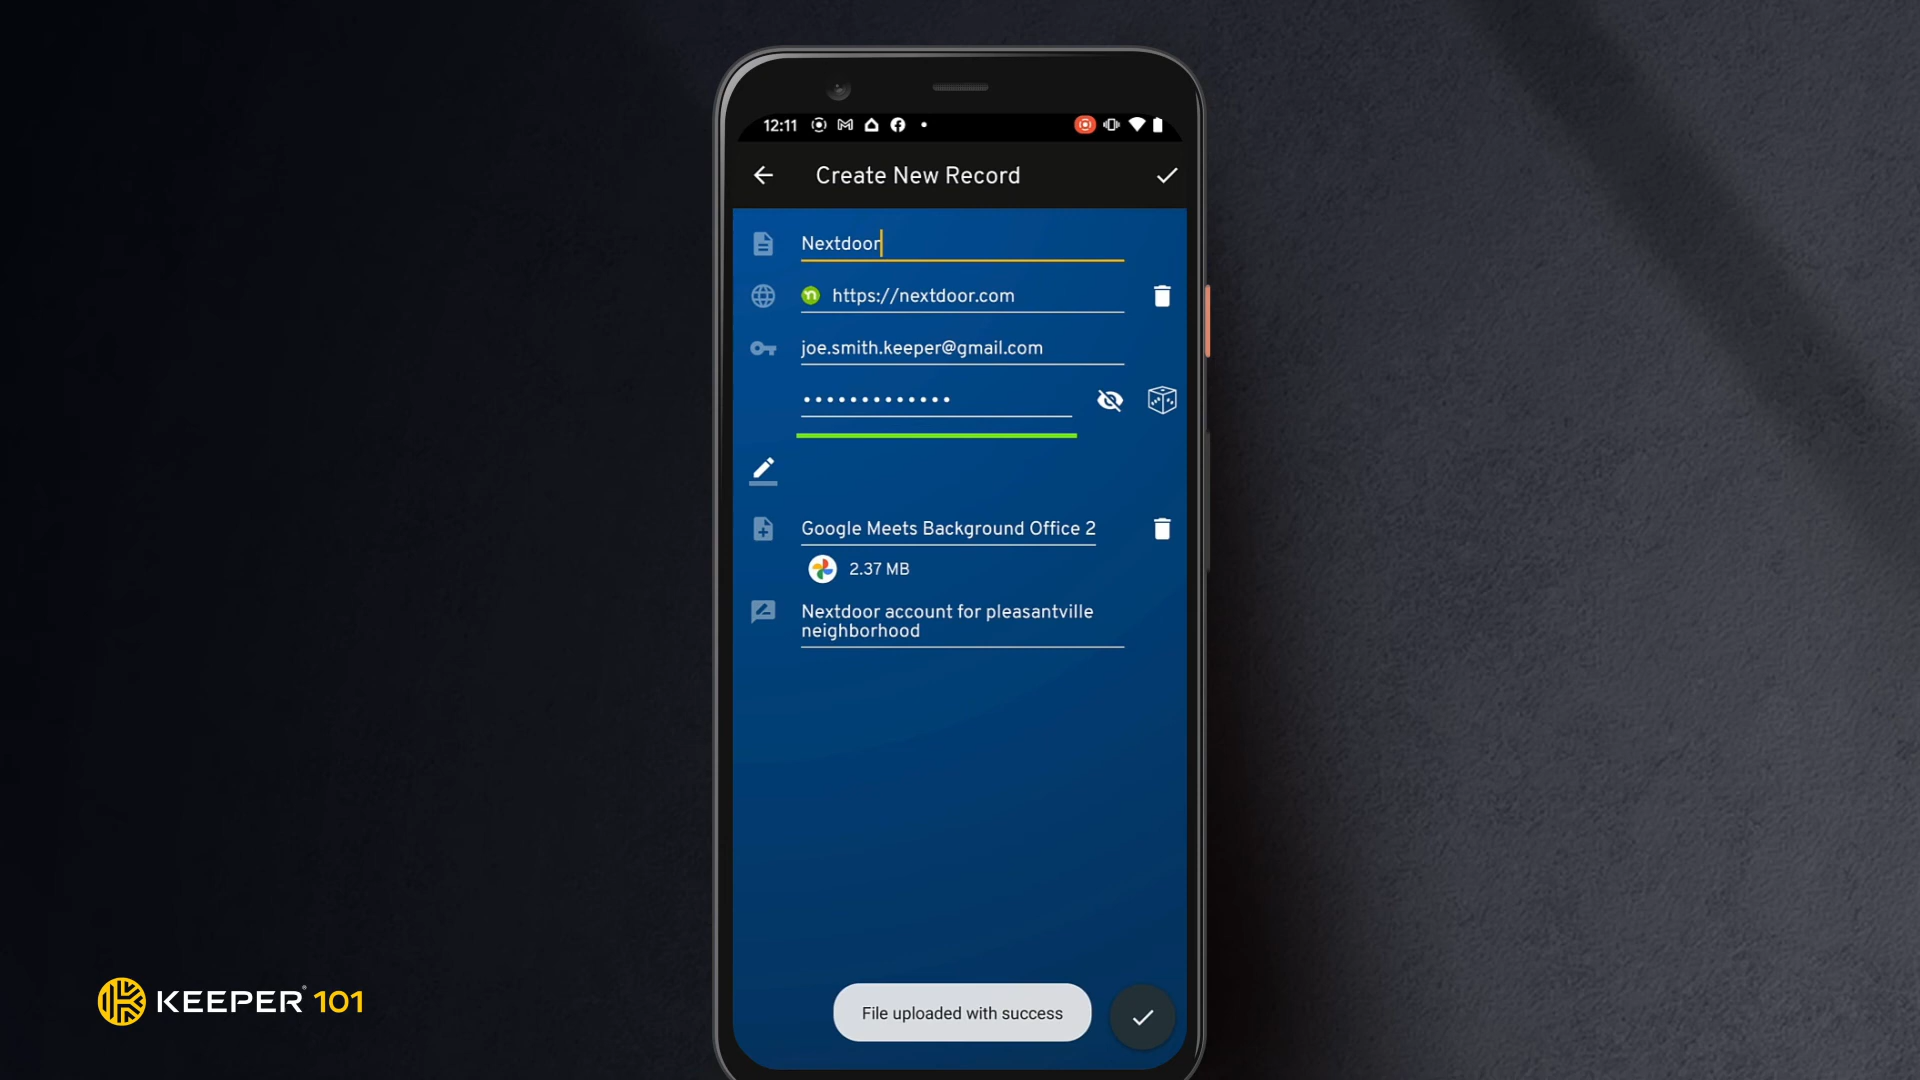 12:11
Create New Record
Nextdoor
https://nextdoor.com
joe.smith.keeper@gmail.com
•••••••••••••
Google Meets Background Office 2
2.37 MB
Nextdoor account for pleasantville
neighborhood
File uploaded with success
KEEPER® 101